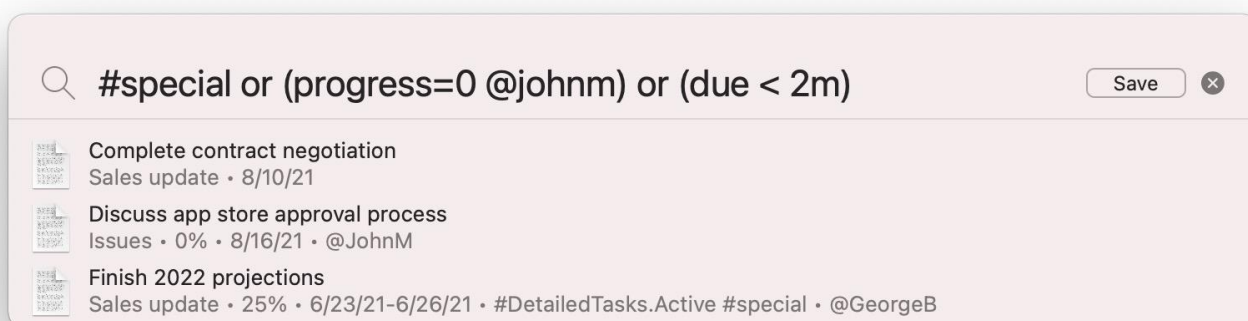 #special or (progress=0 @johnm) or (due < 2m)
Save
Complete contract negotiation
Sales update • 8/10/21
Discuss app store approval process
Issues • 0% • 8/16/21 • @JohnM
Finish 2022 projections
Sales update • 25% • 6/23/21-6/26/21 • #DetailedTasks.Active #special • @GeorgeB